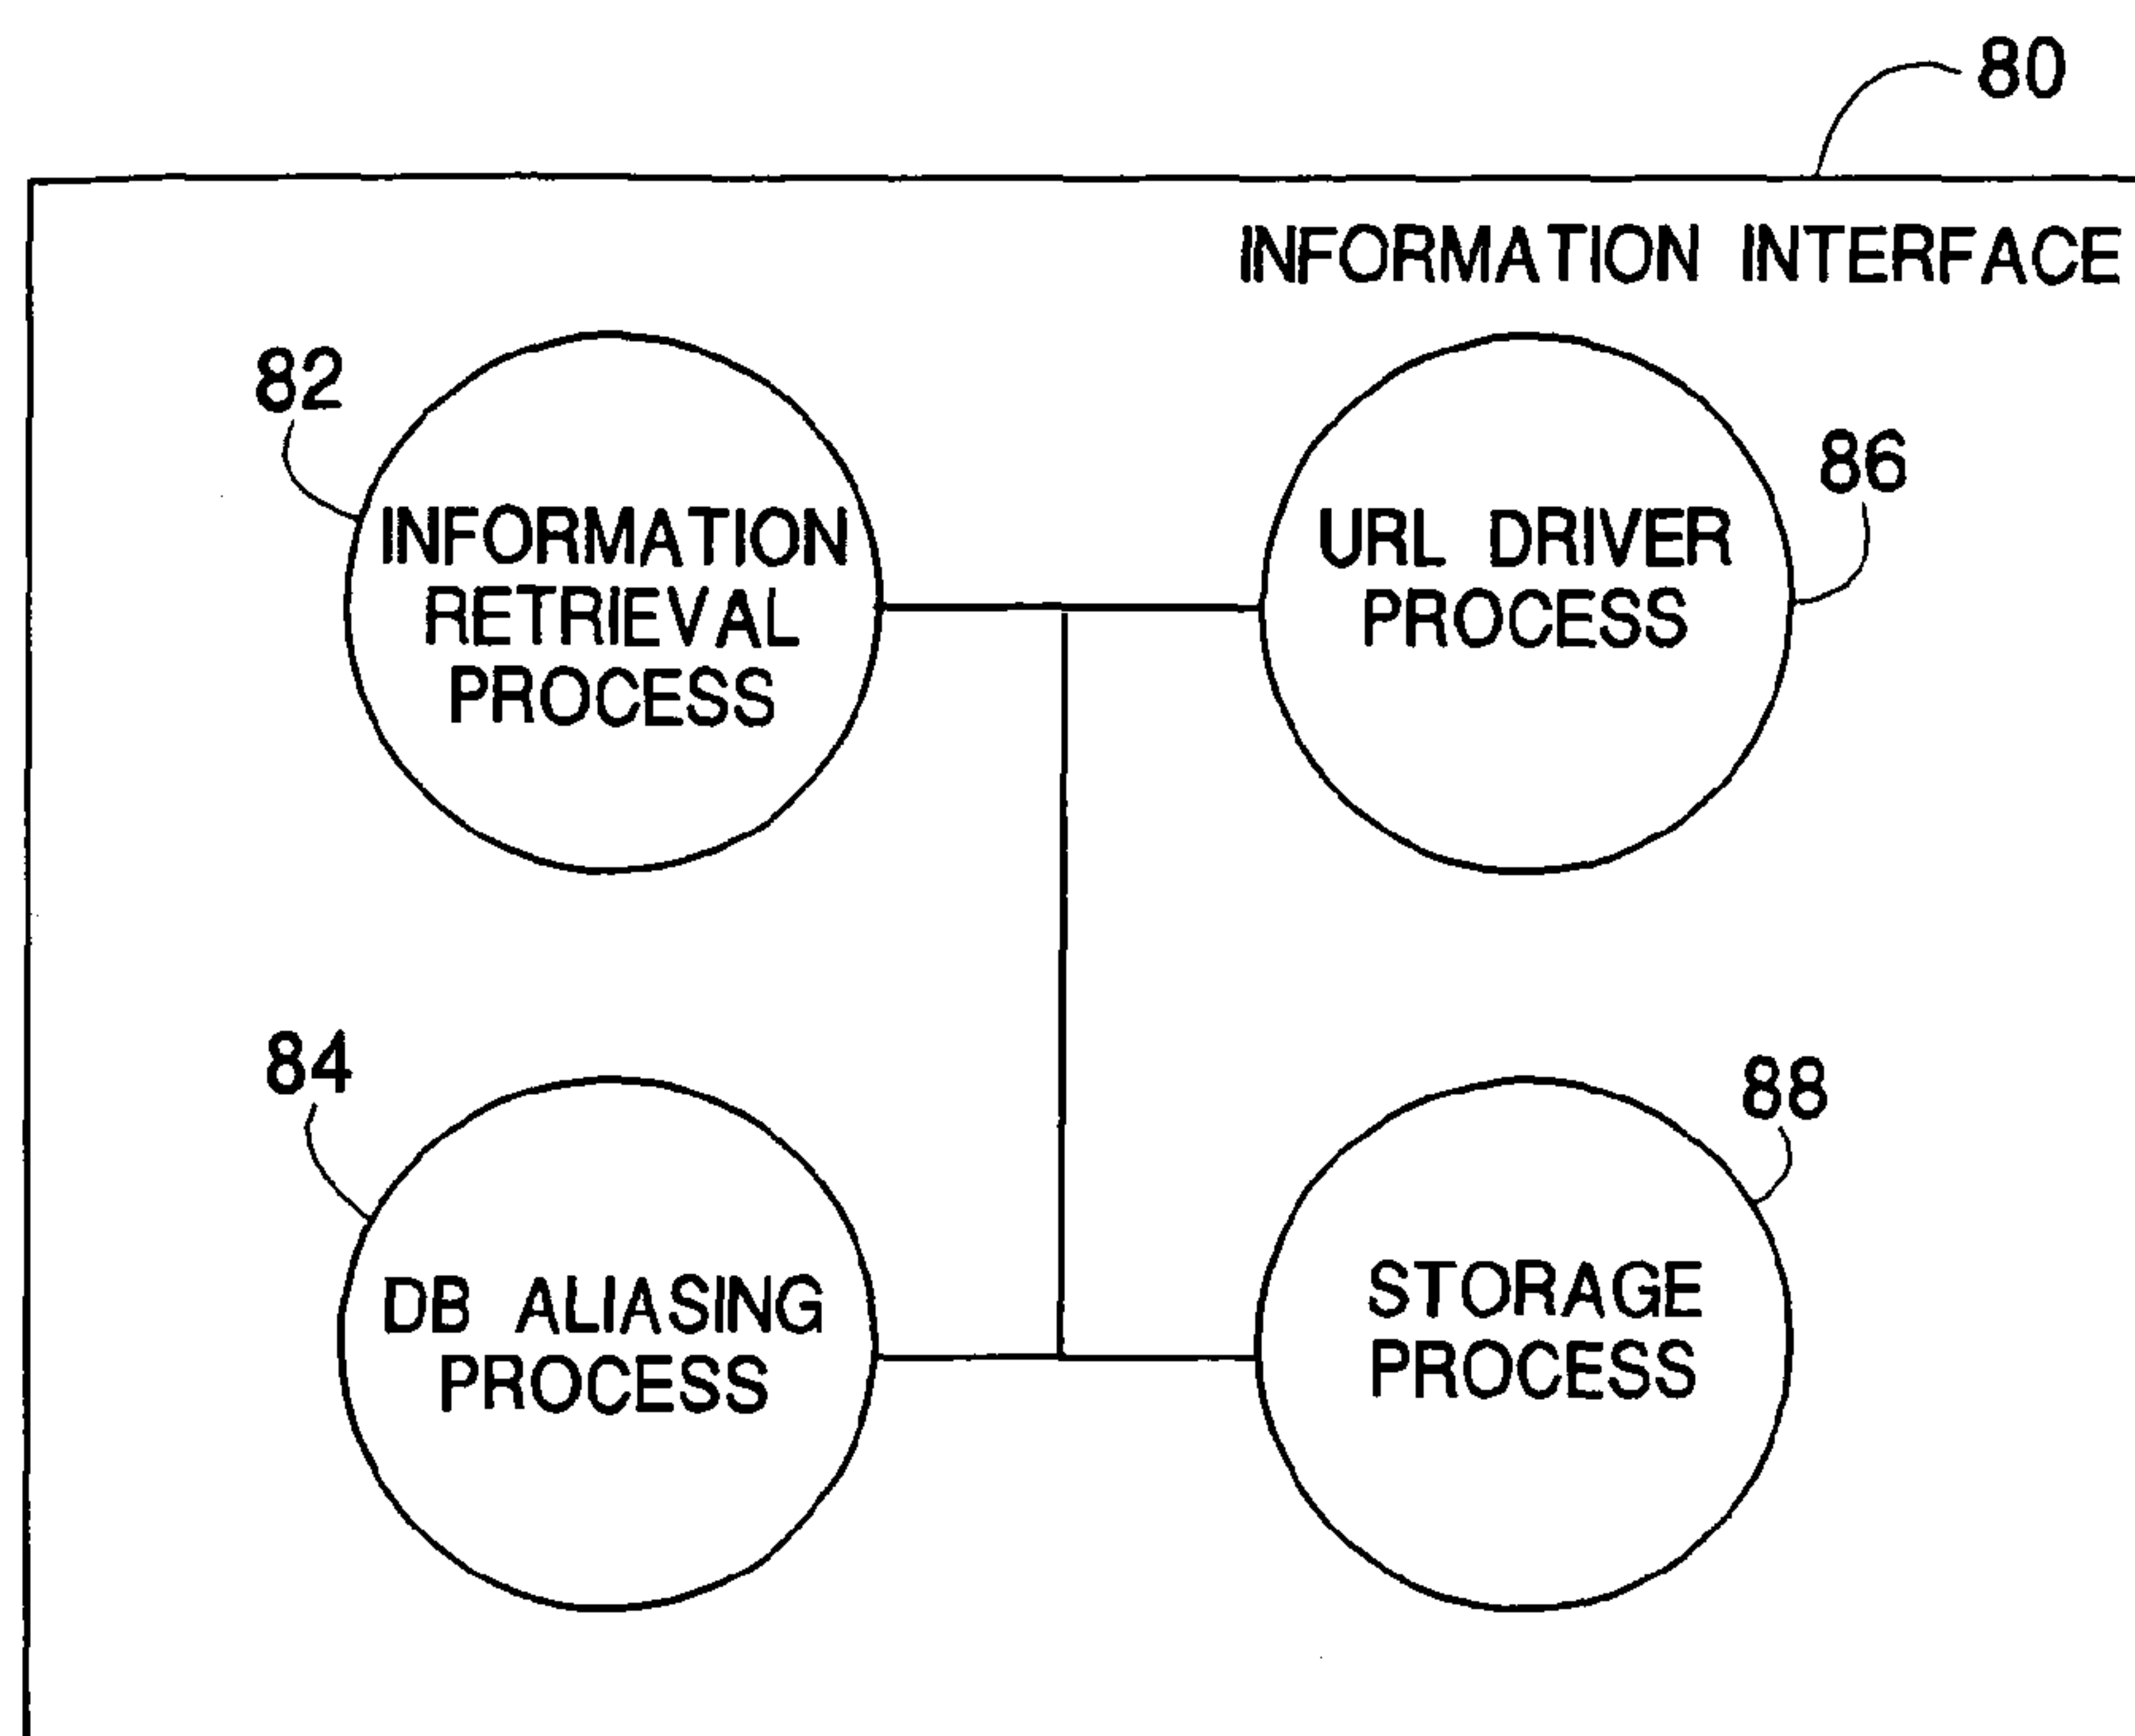 80
INFORMATION INTERFACE
82
INFORMATION
RETRIEVAL
PROCESS
86
URL DRIVER
PROCESS
84
DB ALIASING
PROCESS
88
STORAGE
PROCESS